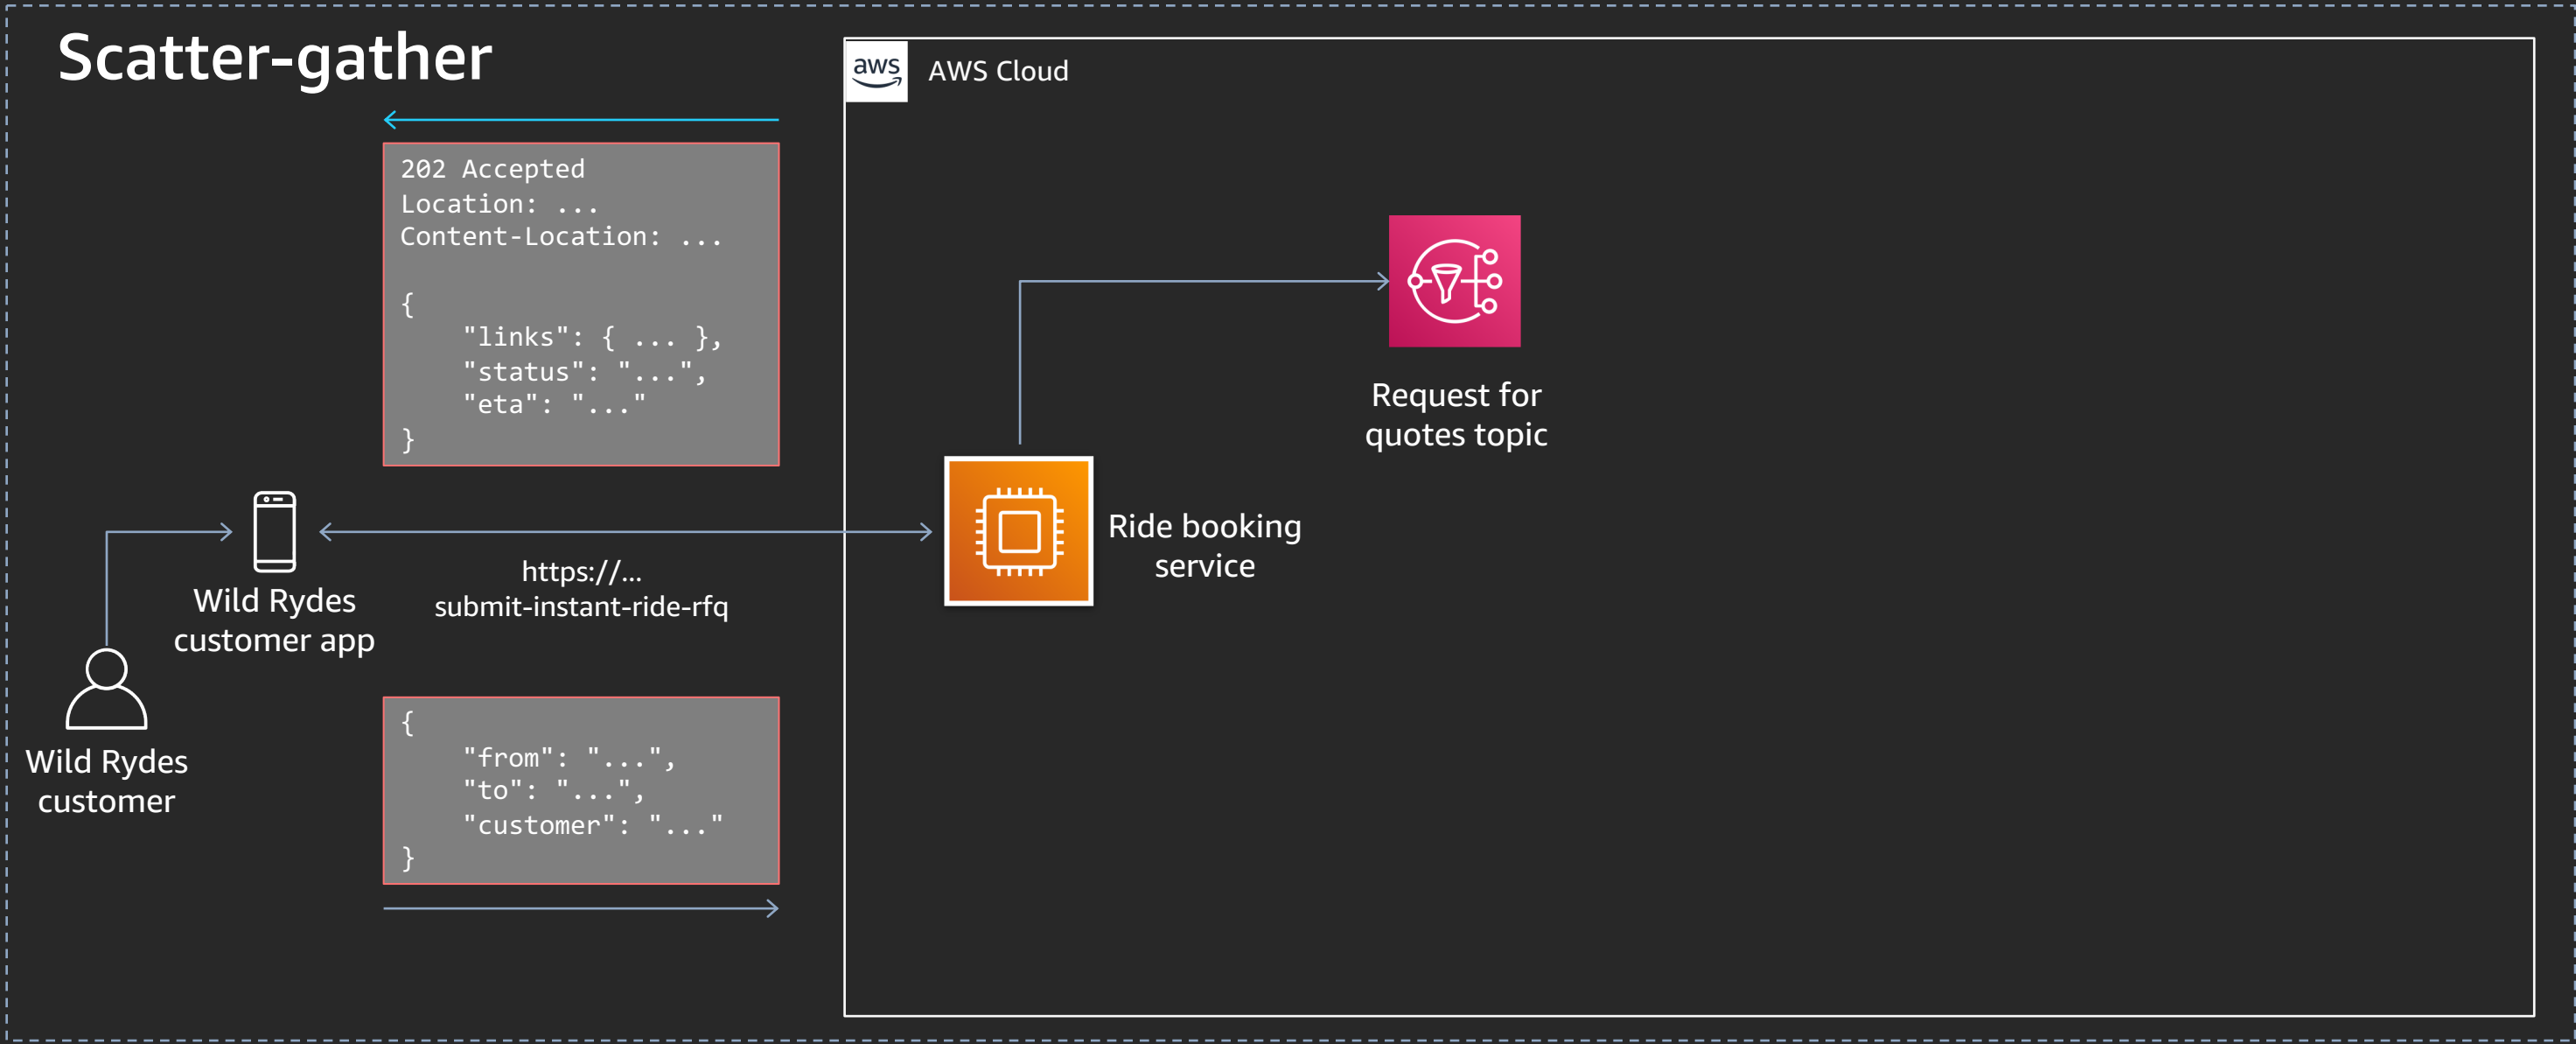 Scatter-gather
aws
AWS Cloud
202 Accepted
Location: ...
Content-Location: ...
{
"links": { ... },
"status": "...",
"eta": "..."
}
Request for
quotes topic
Ride booking
service
https://...
submit-instant-ride-rfq
Wild Rydes
customer app
{
"from": "...",
"to": "...",
"customer": "..."
}
Wild Rydes
customer